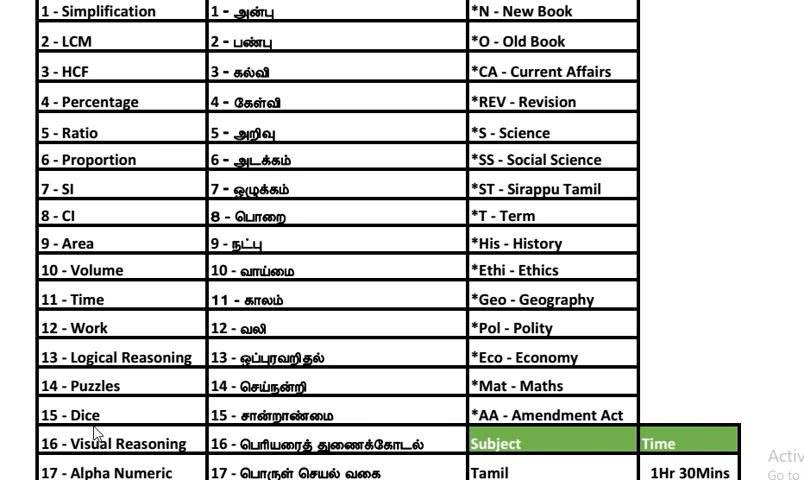 1 - Simplification 1 - அன்பு *N - New Book
2 - LCM 2 - பண்பு *O - Old Book
3 - HCF 3 - கல்வி *CA - Current Affairs
4 - Percentage 4 - கேள்வி *REV - Revision
5 - Ratio 5 - அறிவு *S - Science
6 - Proportion 6 - அடக்கம் *SS - Social Science
7 - SI 7 - ஒழுக்கம் *ST - Sirappu Tamil
8 - CI 8 - பொறை *T - Term
9 - Area 9 - நட்பு *His - History
10 - Volume 10 - வாய்மை *Ethi - Ethics
11 - Time 11 - காலம் *Geo - Geography
12 - Work 12 - வலி *Pol - Polity
13 - Logical Reasoning 13 - ஒப்புரவறிதல் *Eco - Economy
14 - Puzzles 14 - செய்நன்றி *Mat - Maths
15 - Dice 15 - சான்றாண்மை *AA - Amendment Act
16 - Visual Reasoning 16 - பெரியரைத் துணைக்கோடல் Subject Time
17 - Alpha Numeric 17 - பொருள் செயல் வகை Tamil 1Hr 30Mins
Activ
Go to